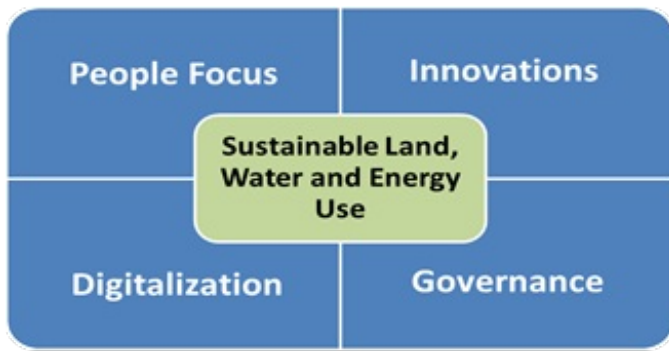 People Focus
Innovations
Sustainable Land,
Water and Energy
Use
Digitalization
Governance